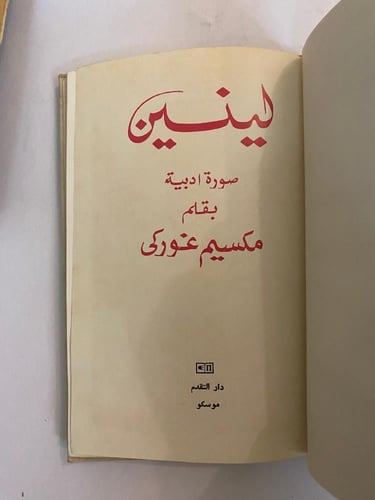 لينين
صورة ادبية
بقلم
مكسيم غوركي
دار التقدم
موسكو